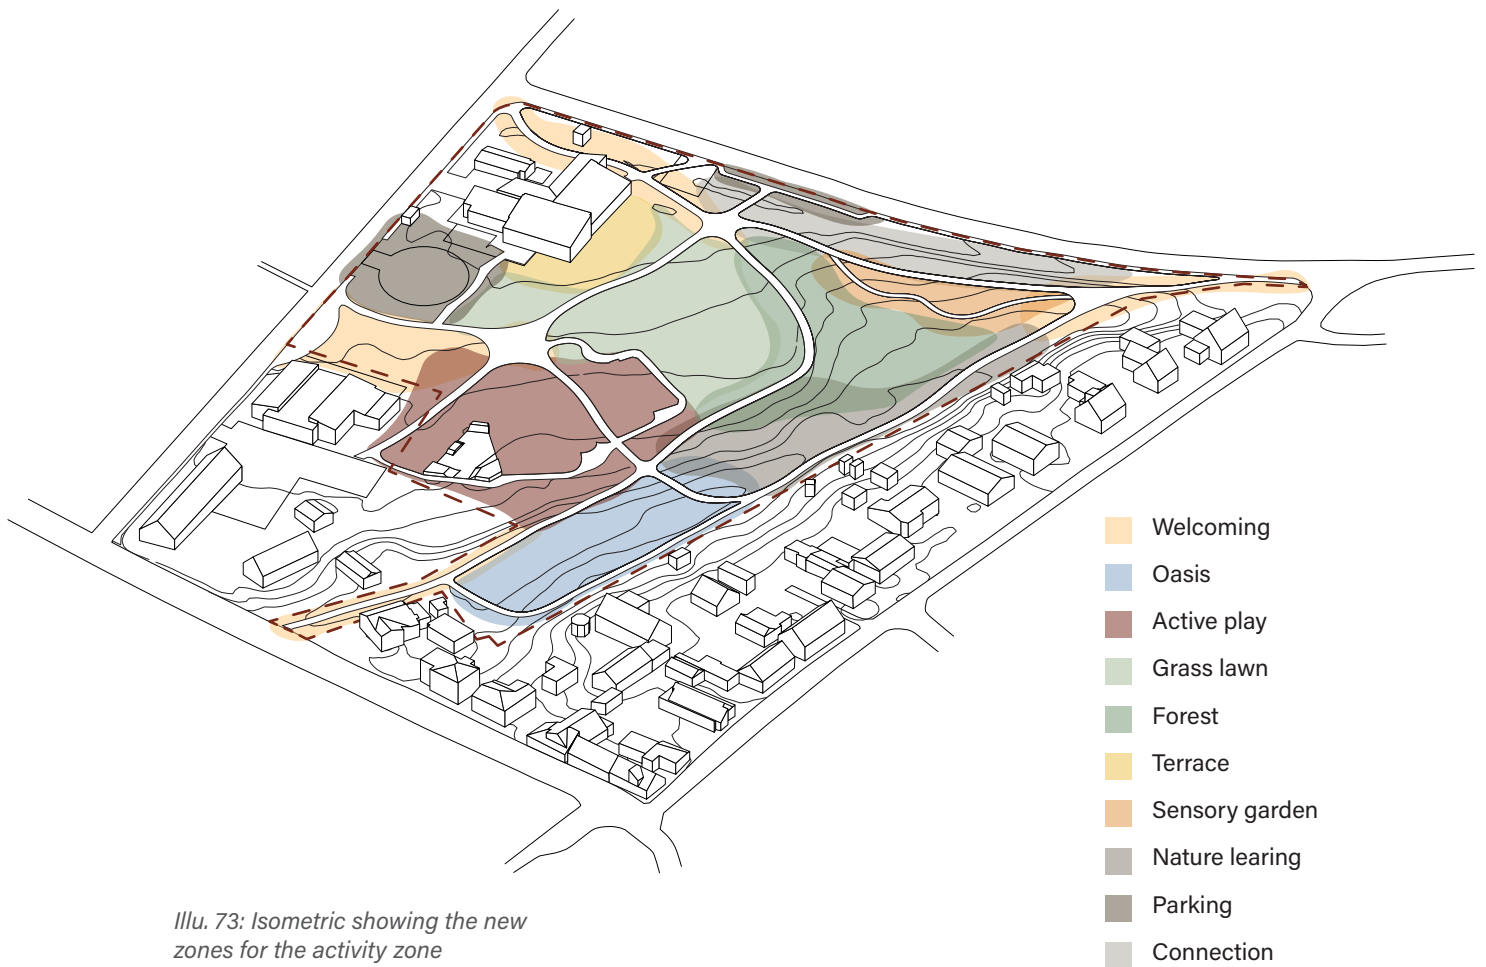 Welcoming
Oasis
Active play
Grass lawn
Forest
Terrace
Sensory garden
Nature learing
Parking
Connection
Illu. 73: Isometric showing the new
zones for the activity zone